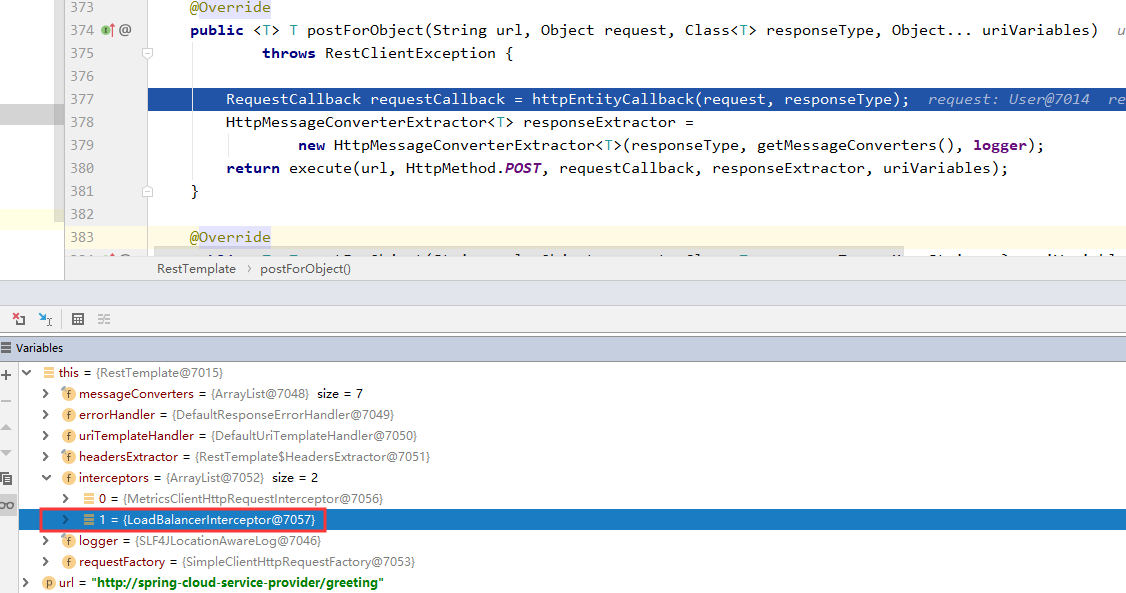 373 @Override
374 @ public <T> T postForObject(String url, Object request, Class<T> responseType, Object... uriVariables) u
375 throws RestClientException {
376
377 RequestCallback requestCallback = httpEntityCallback(request, responseType); request: User@7014 re
378 HttpMessageConverterExtractor<T> responseExtractor =
379 new HttpMessageConverterExtractor<T>(responseType, getMessageConverters(), logger);
380 return execute(url, HttpMethod.POST, requestCallback, responseExtractor, uriVariables);
381 }
382
383 @Override
RestTemplate › postForObject()
Variables
this = {RestTemplate@7015}
f messageConverters = {ArrayList@7048} size = 7
f errorHandler = {DefaultResponseErrorHandler@7049}
f uriTemplateHandler = {DefaultUriTemplateHandler@7050}
f headersExtractor = {RestTemplate$HeadersExtractor@7051}
f interceptors = {ArrayList@7052} size = 2
0 = {MetricsClientHttpRequestInterceptor@7056}
1 = {LoadBalancerInterceptor@7057}
f logger = {SLF4JLocationAwareLog@7046}
f requestFactory = {SimpleClientHttpRequestFactory@7053}
p url = "http://spring-cloud-service-provider/greeting"